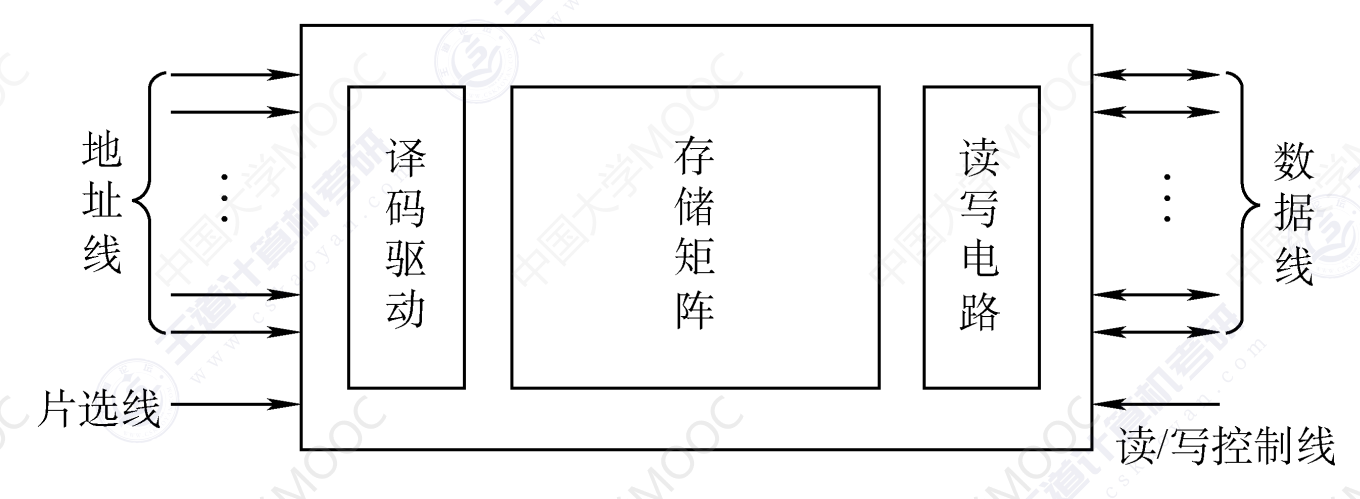 地址线
译码驱动
存储矩阵
读写电路
数据线
片选线
读/写控制线
中国大学MOOC
王道计算机考研
www.cskaoyan.com